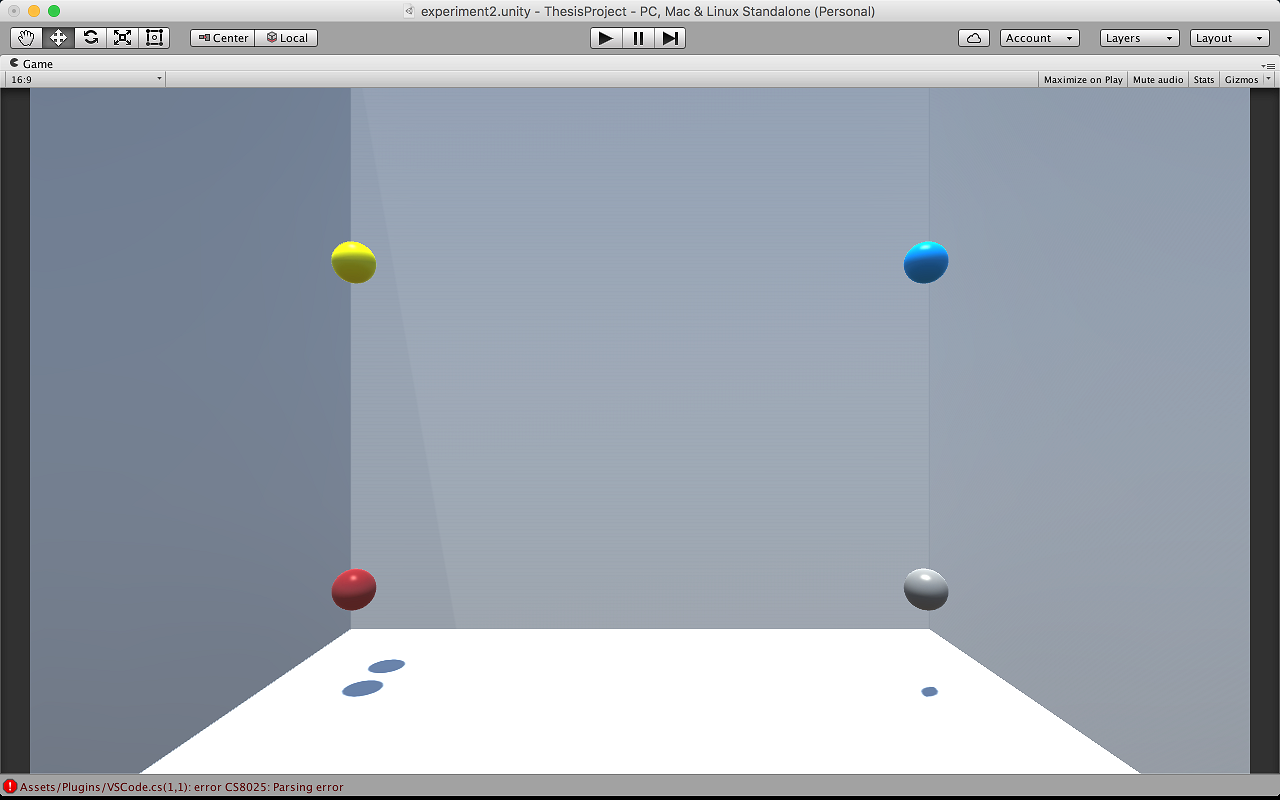 experiment2.unity - ThesisProject - PC, Mac & Linux Standalone (Personal)
Center Local Account Layers Layout
Game
16:9 Maximize on Play Mute audio Stats Gizmos
Assets/Plugins/VSCode.cs(1,1): error CS8025: Parsing error